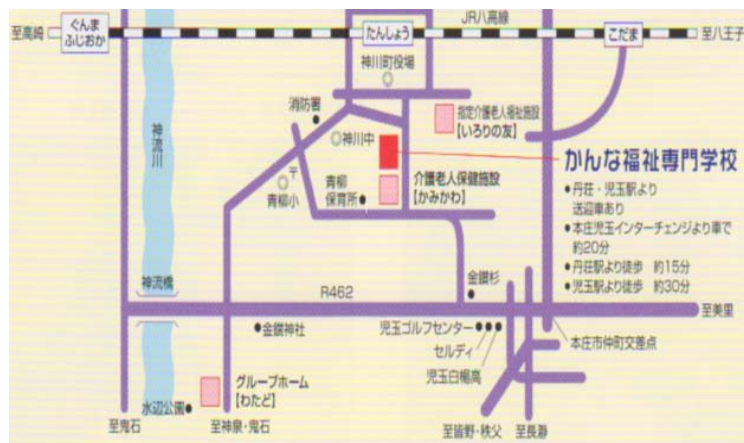 JR八高線
至高崎
ぐんま
ふじおか
たんしょう
こだま
至八王子
神川町役場
消防署
指定介護老人福祉施設
【いろりの友】
神川中
かんな福祉専門学校
神流川
〒
青柳小
青柳
保育所
介護老人保健施設
【かみかわ】
●丹荘・児玉駅より
送迎車あり
●本庄児玉インターチェンジより車で
約20分
●丹荘駅より徒歩 約15分
●児玉駅より徒歩 約30分
神流橋
R462
金鑚杉
至美里
金鑚神社
児玉ゴルフセンター
セルディ
児玉白楊高
本庄市仲町交差点
グループホーム
【わたど】
水辺公園
至鬼石
至神泉・鬼石
至皆野・秩父
至長瀞